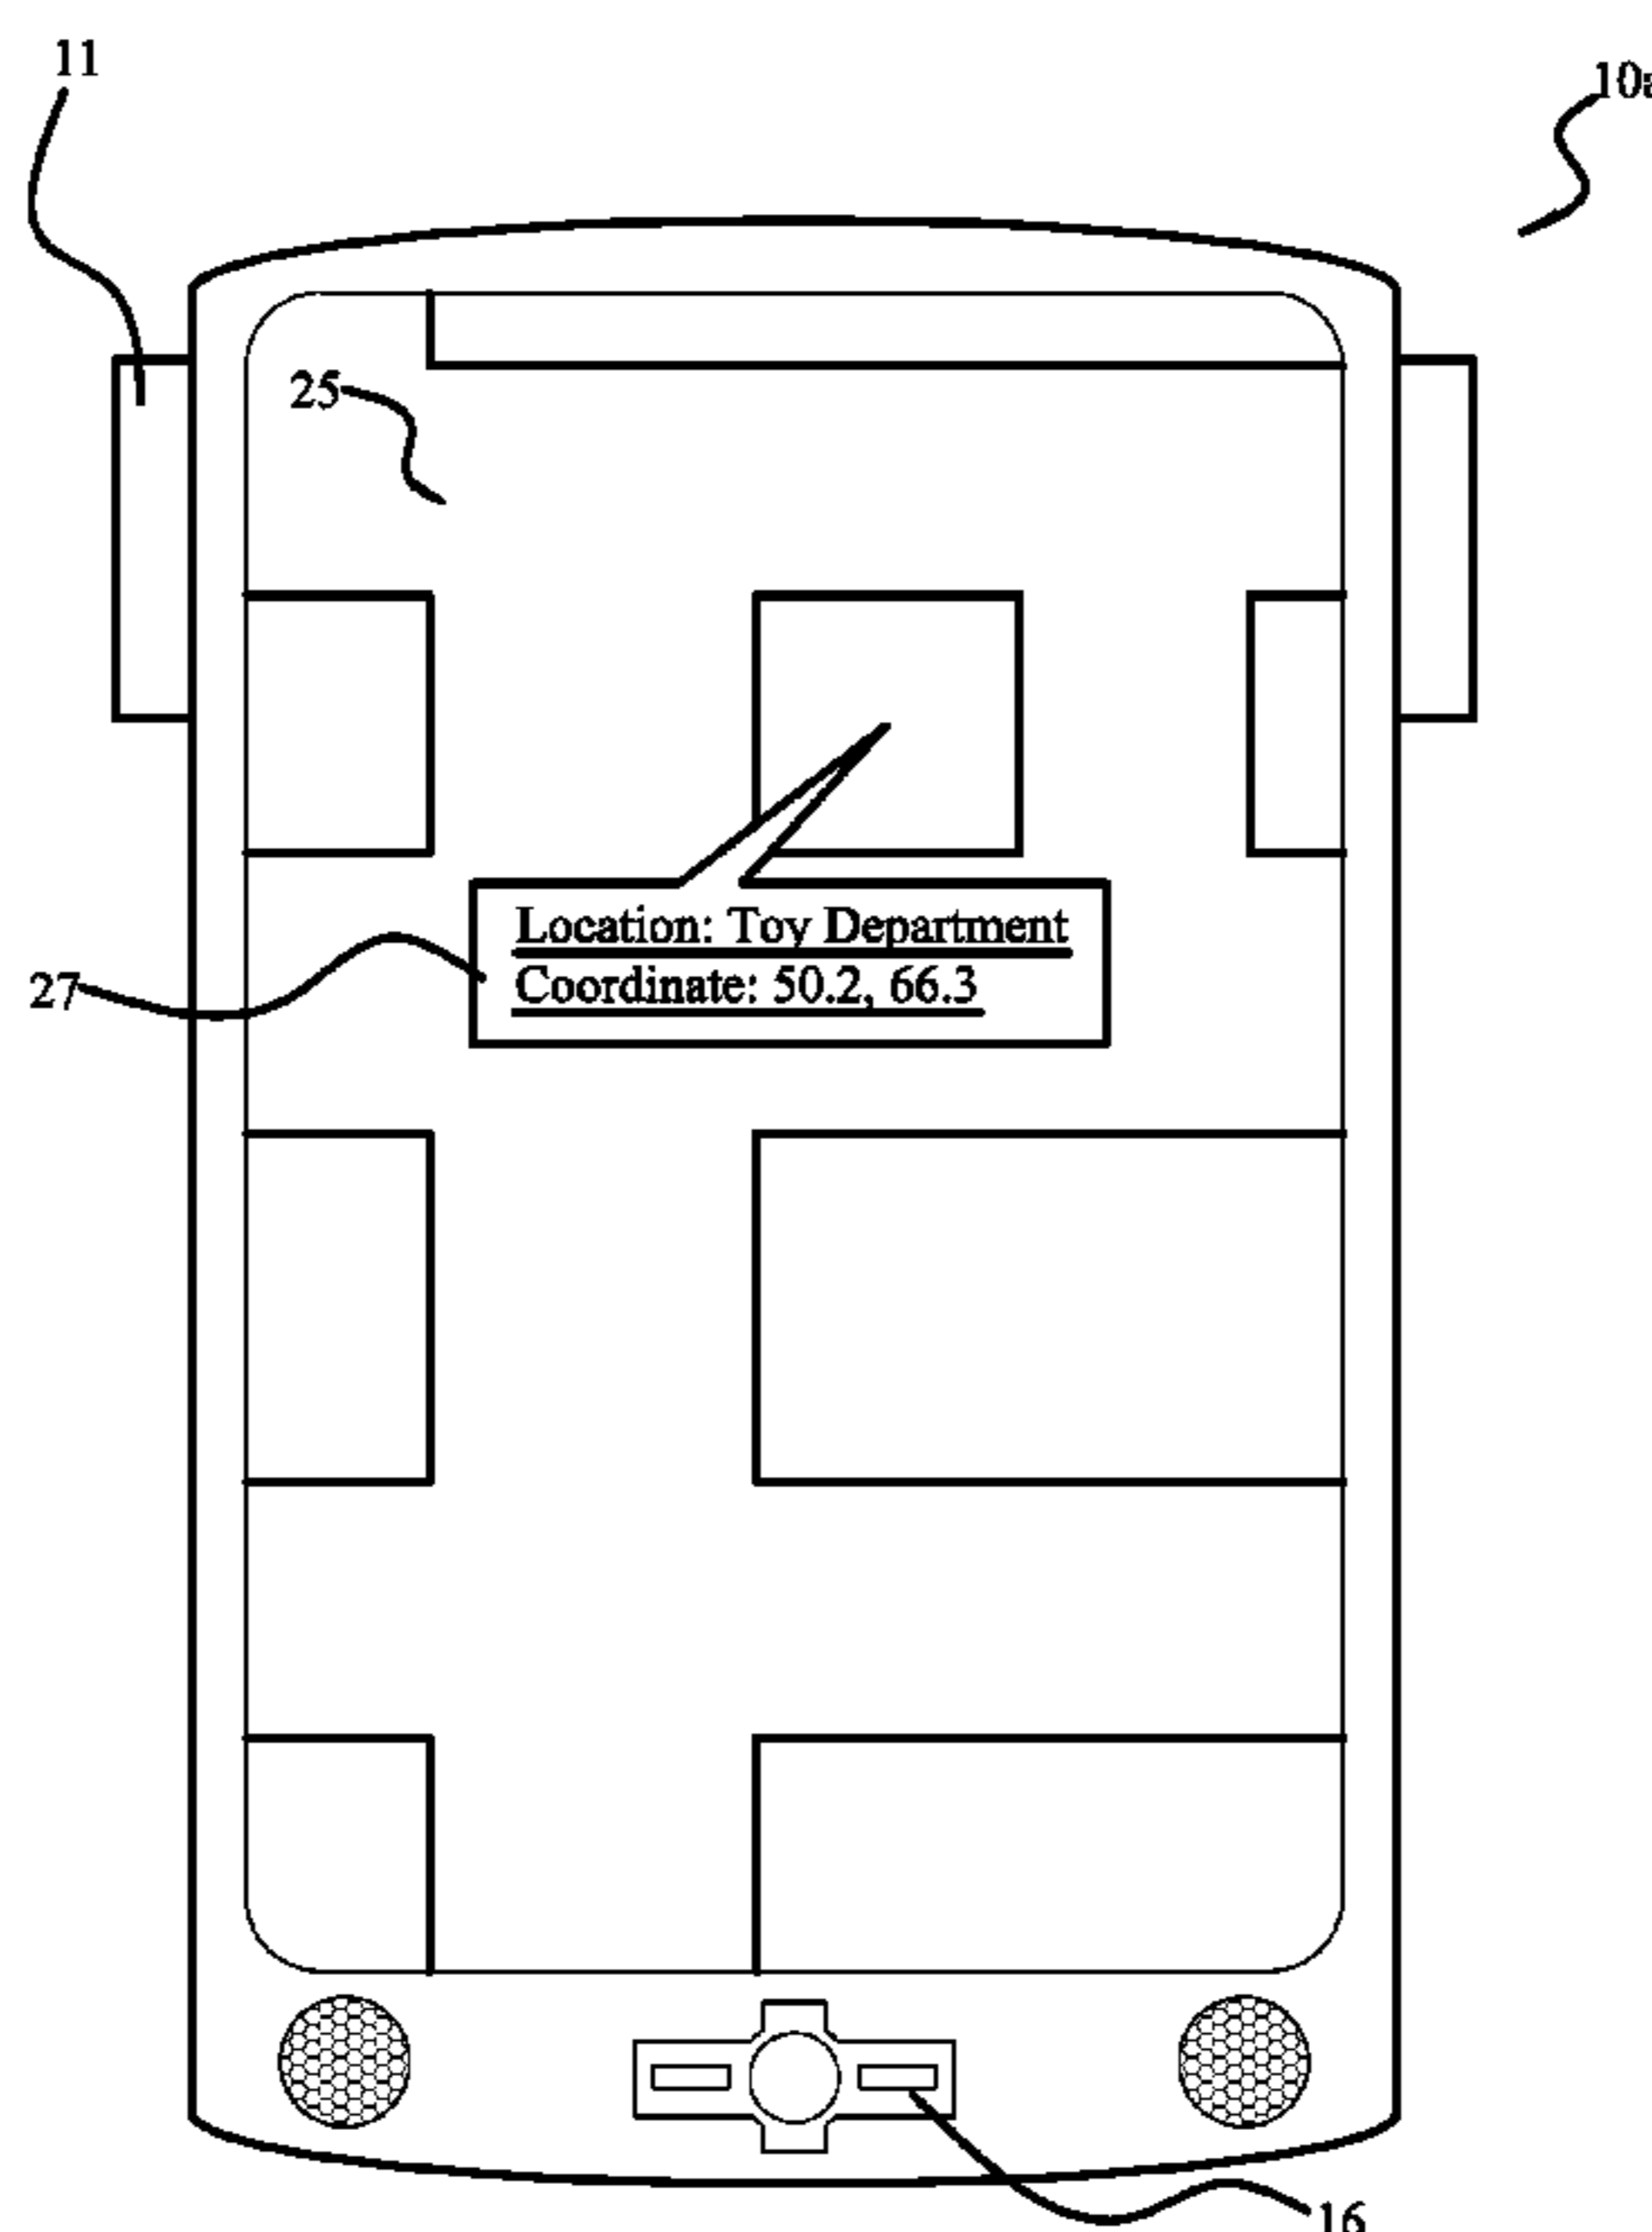 11
10a
25
Location: Toy Department
Coordinate: 50.2, 66.3
27
16